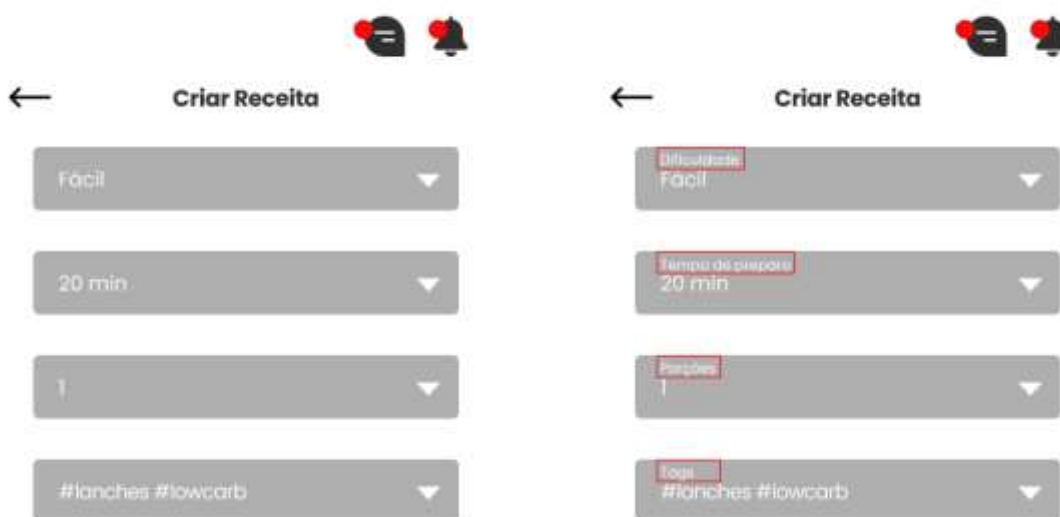 Criar Receita
Fácil
20 min
1
#lanches #lowcarb
Criar Receita
Dificuldade
Fácil
Tempo de preparo
20 min
Porções
1
Tags
#lanches #lowcarb